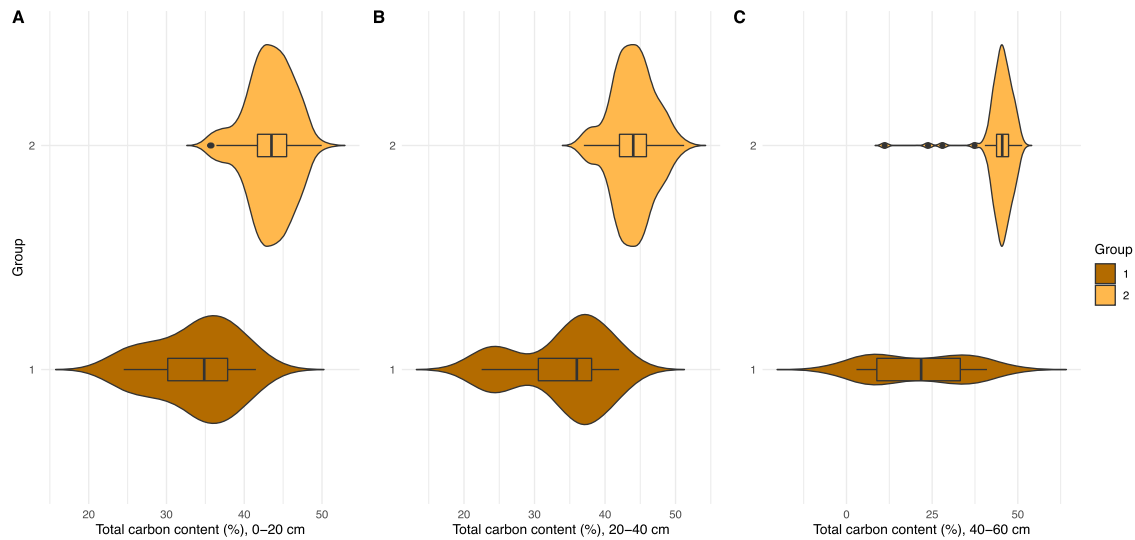 A
B
C
Group
2
1
2
1
2
1
20 30 40 50
20 30 40 50
0 25 50
Total carbon content (%), 0−20 cm
Total carbon content (%), 20−40 cm
Total carbon content (%), 40−60 cm
Group
1
2